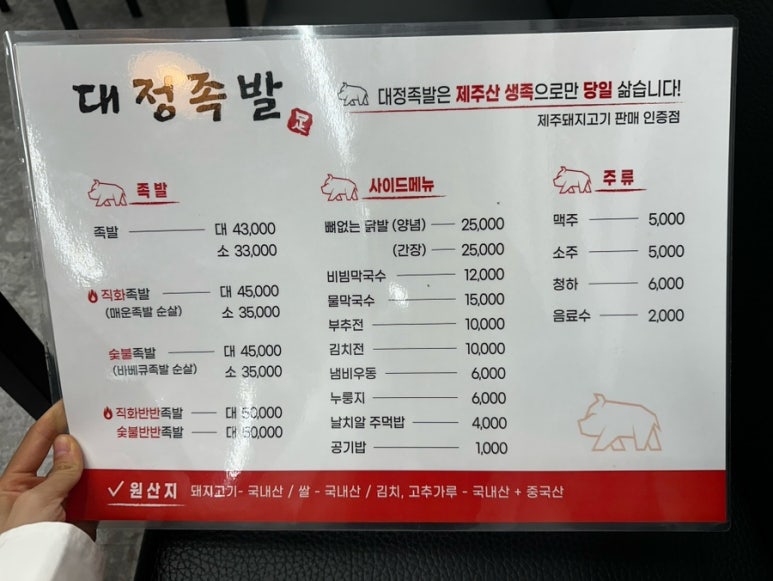 대정족발
대정족발은 제주산 생족으로만 당일 삶습니다!
제주돼지고기 판매 인증점
족발
족발 대 43,000
소 33,000
직화족발 대 45,000
(매운족발 순살) 소 35,000
숯불족발 대 45,000
(바베큐족발 순살) 소 35,000
직화반반족발 대 50,000
숯불반반족발 대 50,000
사이드메뉴
뼈없는 닭발 (양념) 25,000
(간장) 25,000
비빔막국수 12,000
물막국수 15,000
부추전 10,000
김치전 10,000
냄비우동 6,000
누룽지 6,000
날치알 주먹밥 4,000
공기밥 1,000
주류
맥주 5,000
소주 5,000
청하 6,000
음료수 2,000
원산지 돼지고기- 국내산 / 쌀 - 국내산 / 김치, 고추가루 - 국내산 + 중국산